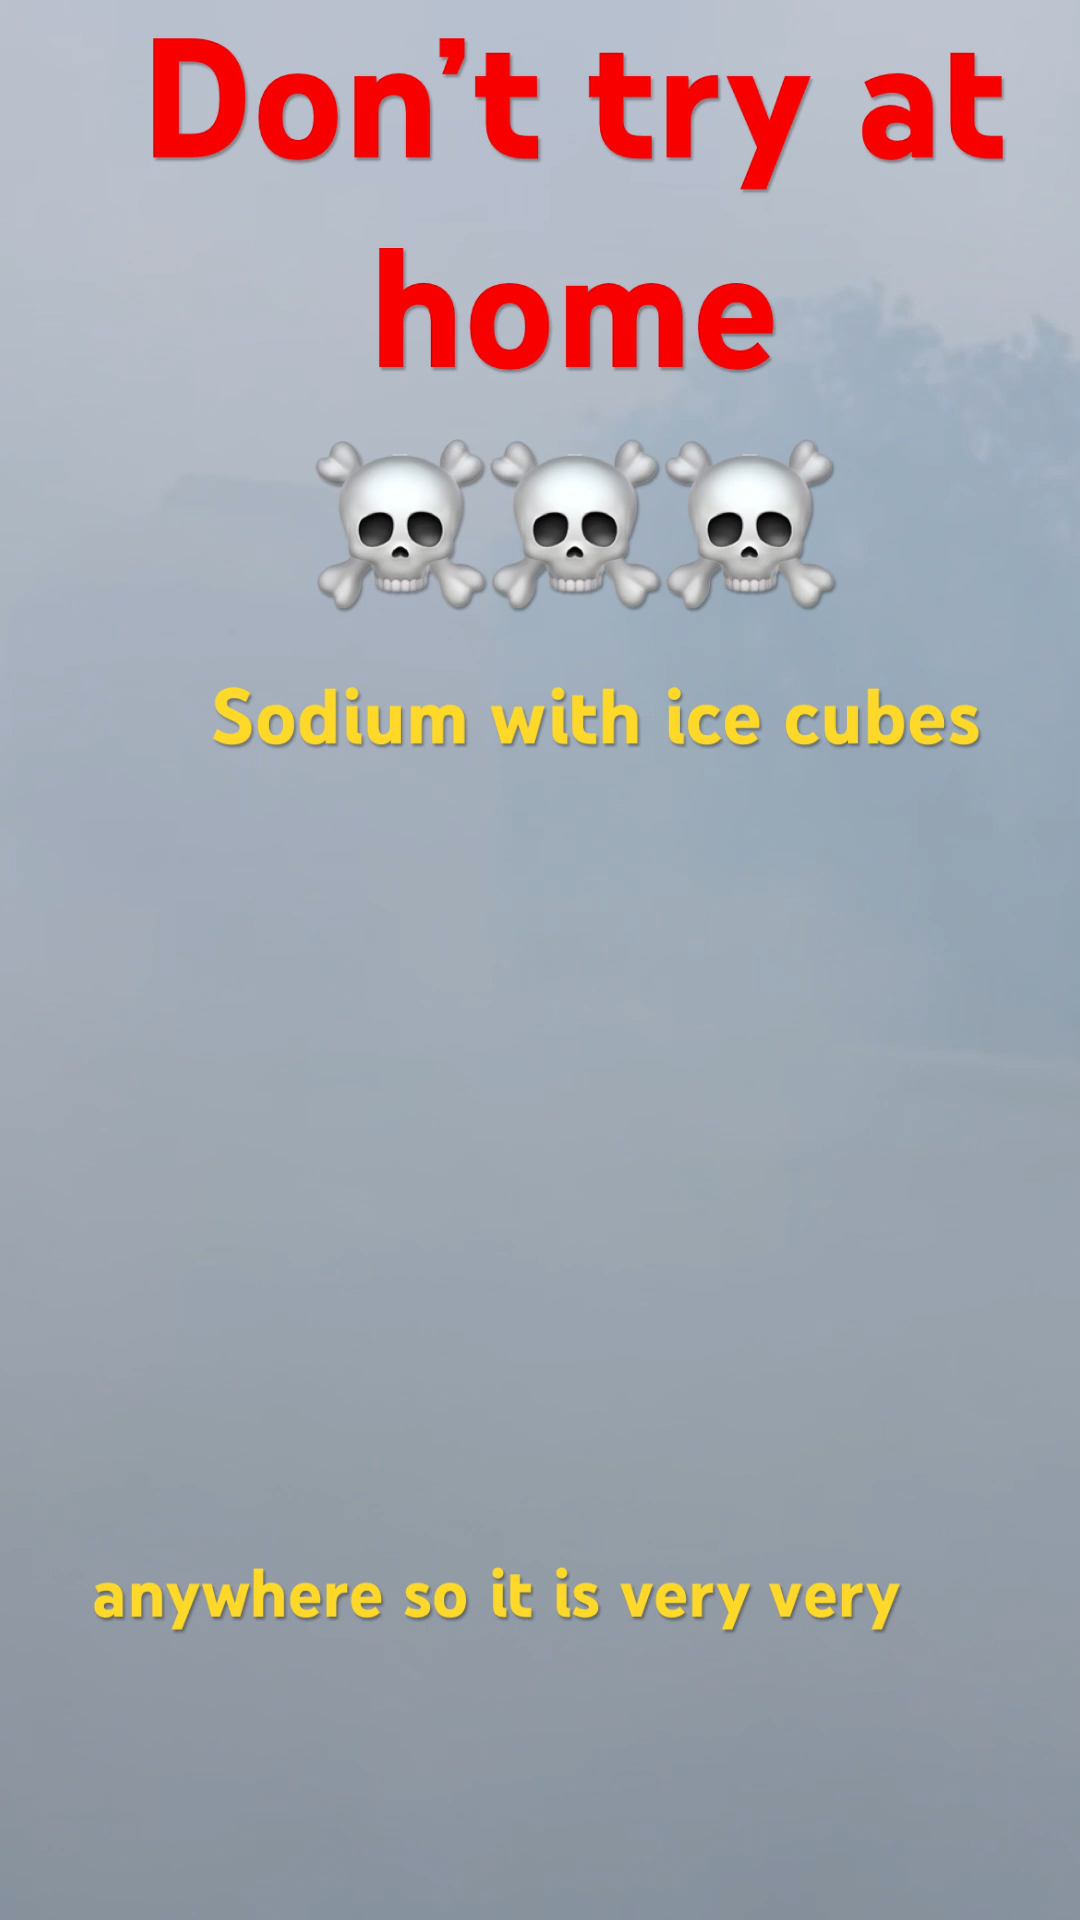 Don't try at
home
☠️☠️☠️
Sodium with ice cubes
anywhere so it is very very